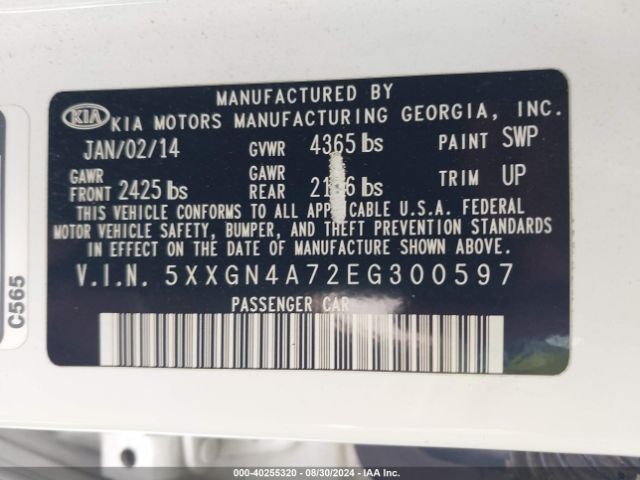 MANUFACTURED BY
KIA KIA MOTORS MANUFACTURING GEORGIA, INC.
JAN/02/14 GVWR 4365 lbs PAINT SWP
GAWR FRONT 2425 lbs GAWR REAR lbs TRIM UP
THIS VEHICLE CONFORMS TO ALL APPLICABLE U.S.A. FEDERAL
MOTOR VEHICLE SAFETY, BUMPER, AND THEFT PREVENTION STANDARDS
IN EFFECT ON THE DATE OF MANUFACTURE SHOWN ABOVE.
V.I.N. 5XXGN4A72EG300597
PASSENGER CAR
C565
000-40255320 - 08/30/2024 - IAA Inc.